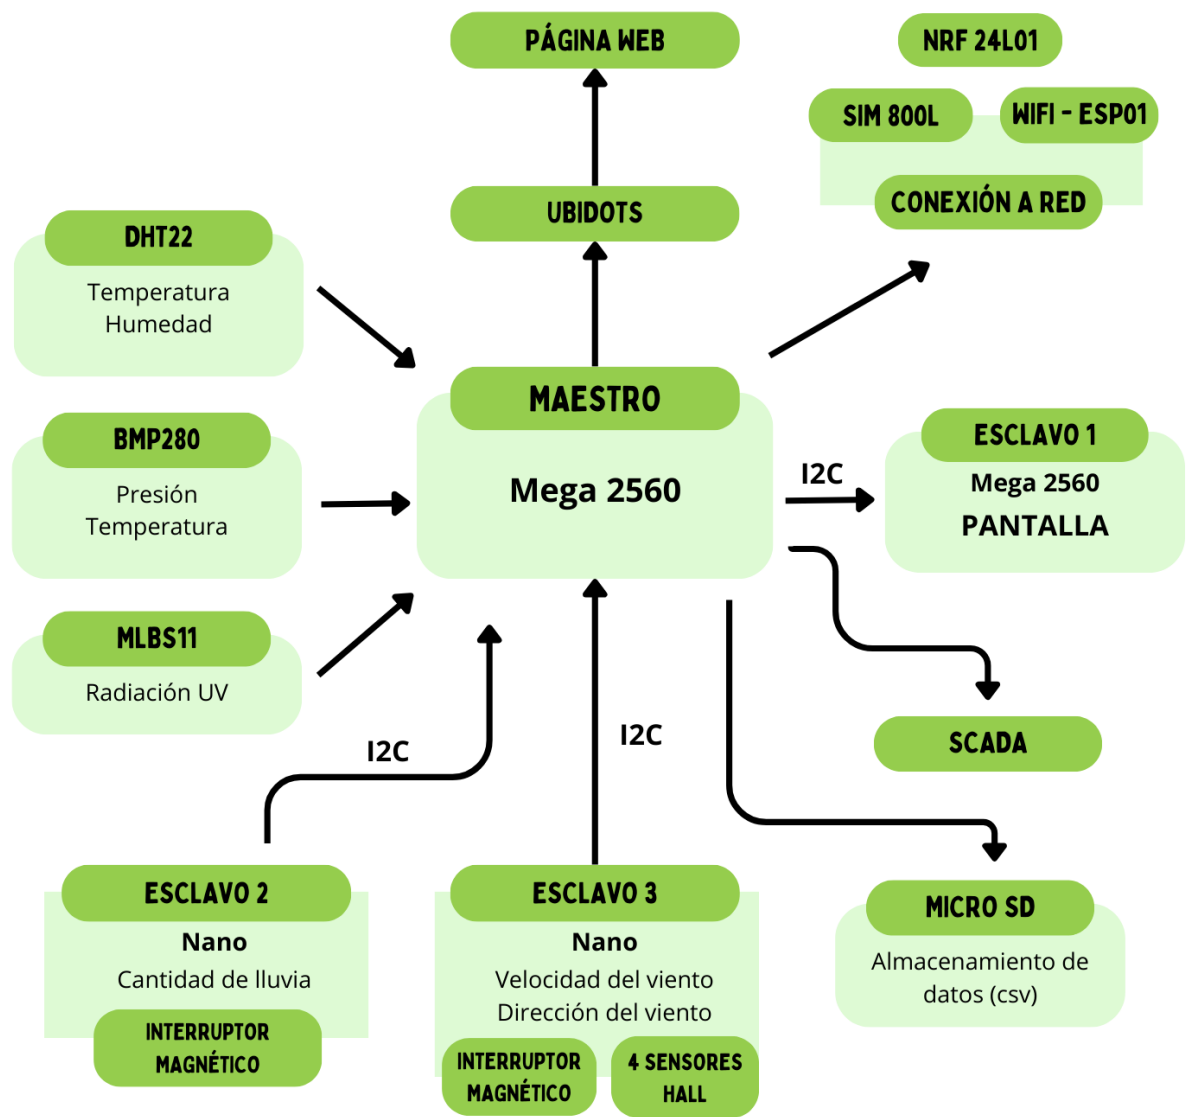 PÁGINA WEB
NRF 24L01
SIM 800L
WIFI - ESP01
CONEXIÓN A RED
UBIDOTS
DHT22
Temperatura
Humedad
BMP280
Presión
Temperatura
MLBS11
Radiación UV
MAESTRO
Mega 2560
I2C
ESCLAVO 1
Mega 2560
PANTALLA
SCADA
I2C
I2C
ESCLAVO 2
Nano
Cantidad de lluvia
INTERRUPTOR
MAGNÉTICO
ESCLAVO 3
Nano
Velocidad del viento
Dirección del viento
INTERRUPTOR
MAGNÉTICO
4 SENSORES
HALL
MICRO SD
Almacenamiento de
datos (csv)